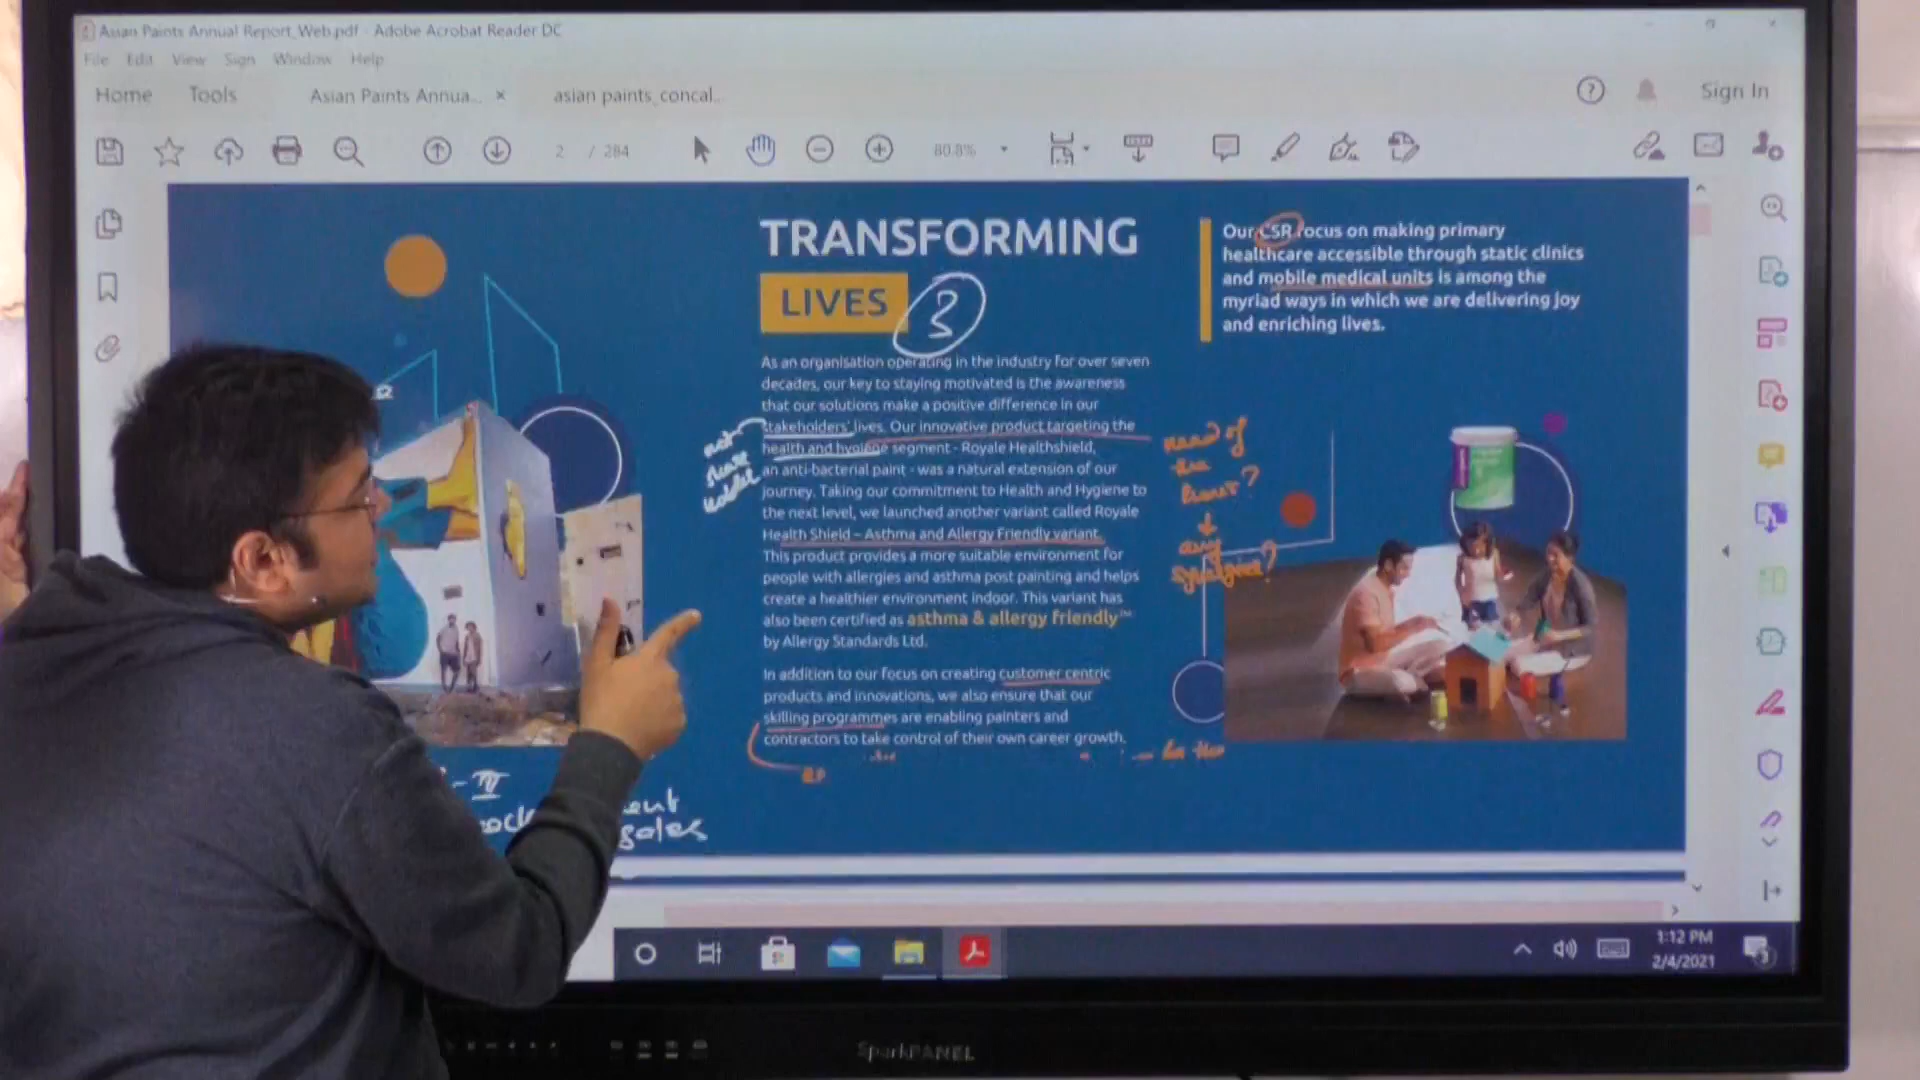 Asian Paints Annual Report_Web.pdf - Adobe Acrobat Reader DC
File Edit View Sign Window Help
Home Tools Asian Paints Annua... × asian paints_concal..
Sign In
2 / 284
80.8%
TRANSFORMING
LIVES
3
As an organisation operating in the industry for over seven
decades, our key to staying motivated is the awareness
that our solutions make a positive difference in our
stakeholders' lives. Our innovative product targeting the
health and hygiene segment - Royale Healthshield,
an anti-bacterial paint - was a natural extension of our
journey. Taking our commitment to Health and Hygiene to
the next level, we launched another variant called Royale
Health Shield – Asthma and Allergy Friendly variant.
This product provides a more suitable environment for
people with allergies and asthma post painting and helps
create a healthier environment indoor. This variant has
also been certified as asthma & allergy friendly™
by Allergy Standards Ltd.
In addition to our focus on creating customer centric
products and innovations, we also ensure that our
skilling programmes are enabling painters and
contractors to take control of their own career growth.
Our CSR focus on making primary
healthcare accessible through static clinics
and mobile medical units is among the
myriad ways in which we are delivering joy
and enriching lives.
need of
the
hour?
any
synergies?
sales
1:12 PM
2/4/2021
SparkPANEL